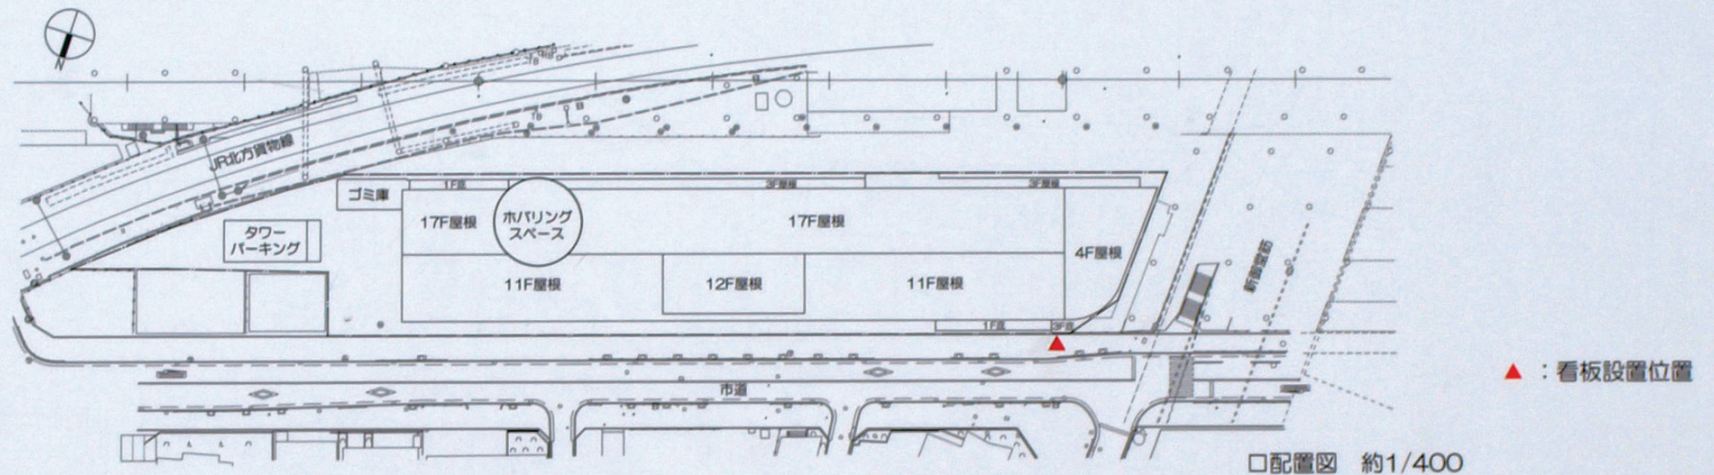 N
JR北方貨物線
ゴミ庫
1F庇
3F屋根
3F屋根
17F屋根
ホバリング
スペース
17F屋根
タワー
パーキング
4F屋根
11F屋根
12F屋根
11F屋根
新御堂筋
1F庇
3F庇
市道
▲:看板設置位置
□配置図 約1/400